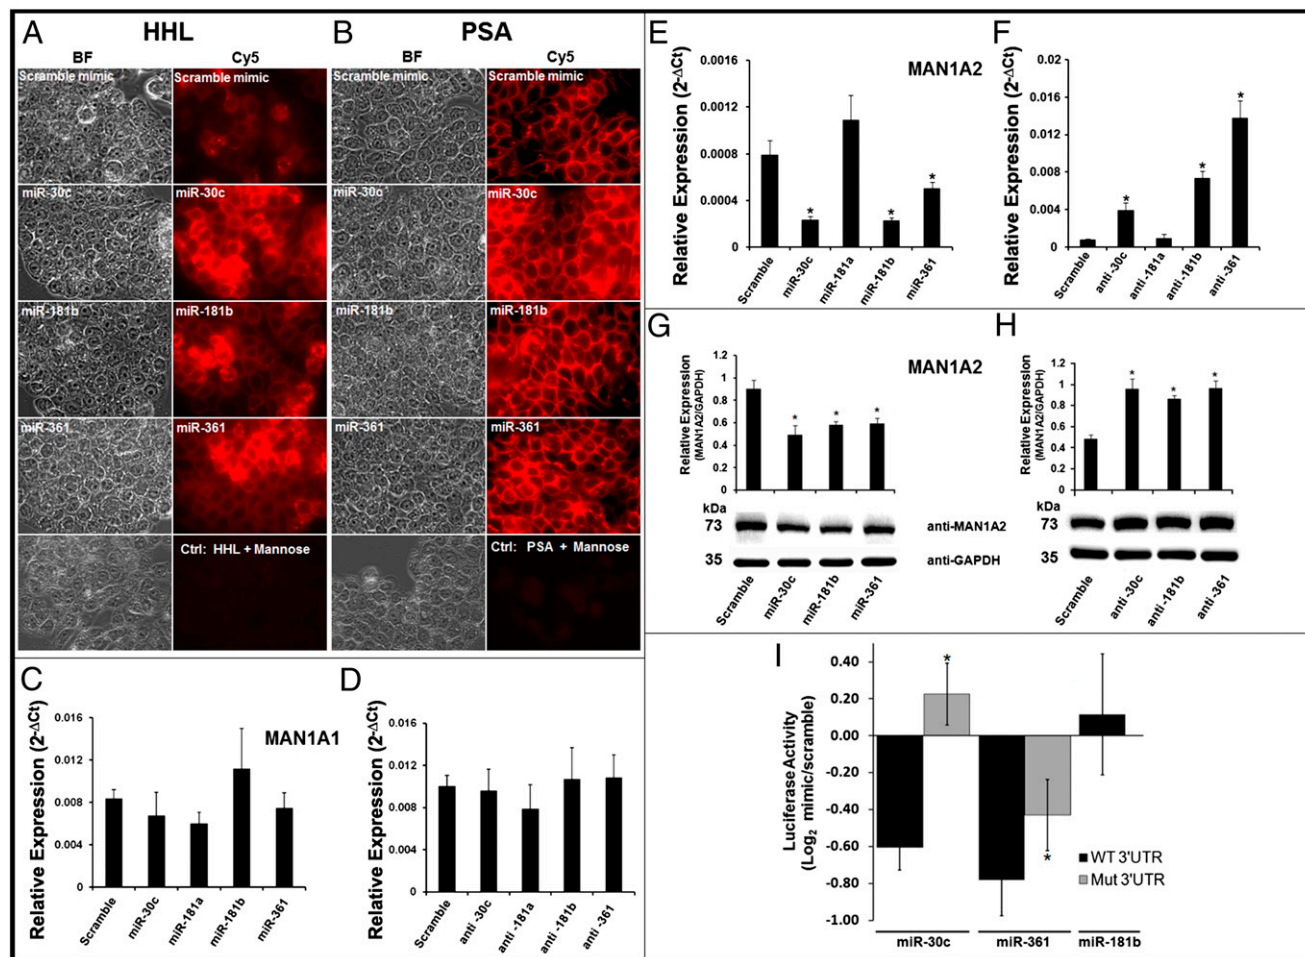 A HHL
BF Cy5
Scramble mimic Scramble mimic
miR-30c miR-30c
miR-181b miR-181b
miR-361 miR-361
Ctrl: HHL + Mannose
B PSA
BF Cy5
Scramble mimic Scramble mimic
miR-30c miR-30c
miR-181b miR-181b
miR-361 miR-361
Ctrl: PSA + Mannose
C
MAN1A1
Relative Expression (2-ΔCt)
0.016
0.012
0.008
0.004
0
Scramble miR-30c miR-181a miR-181b miR-361
D
Relative Expression (2-ΔCt)
0.016
0.012
0.008
0.004
0
Scramble anti -30c anti -181a anti -181b anti -361
E
MAN1A2
Relative Expression (2-ΔCt)
0.0016
0.0012
0.0008
0.0004
0
* * *
Scramble miR-30c miR-181a miR-181b miR-361
F
Relative Expression (2-ΔCt)
0.02
0.016
0.012
0.008
0.004
0
* * *
Scramble anti -30c anti -181a anti -181b anti -361
G
MAN1A2
Relative Expression
(MAN1A2/GAPDH)
1.2
1
0.8
0.6
0.4
0.2
0
* * *
kDa
73 anti-MAN1A2
35 anti-GAPDH
Scramble miR-30c miR-181b miR-361
H
Relative Expression
(MAN1A2/GAPDH)
1.2
1
0.8
0.6
0.4
0.2
0
* * *
kDa
73
35
Scramble anti -30c anti -181b anti -361
I
Luciferase Activity
(Log2 mimic/scramble)
0.40
0.20
0.00
-0.20
-0.40
-0.60
-0.80
-1.00
* *
WT 3'UTR
Mut 3'UTR
miR-30c miR-361 miR-181b